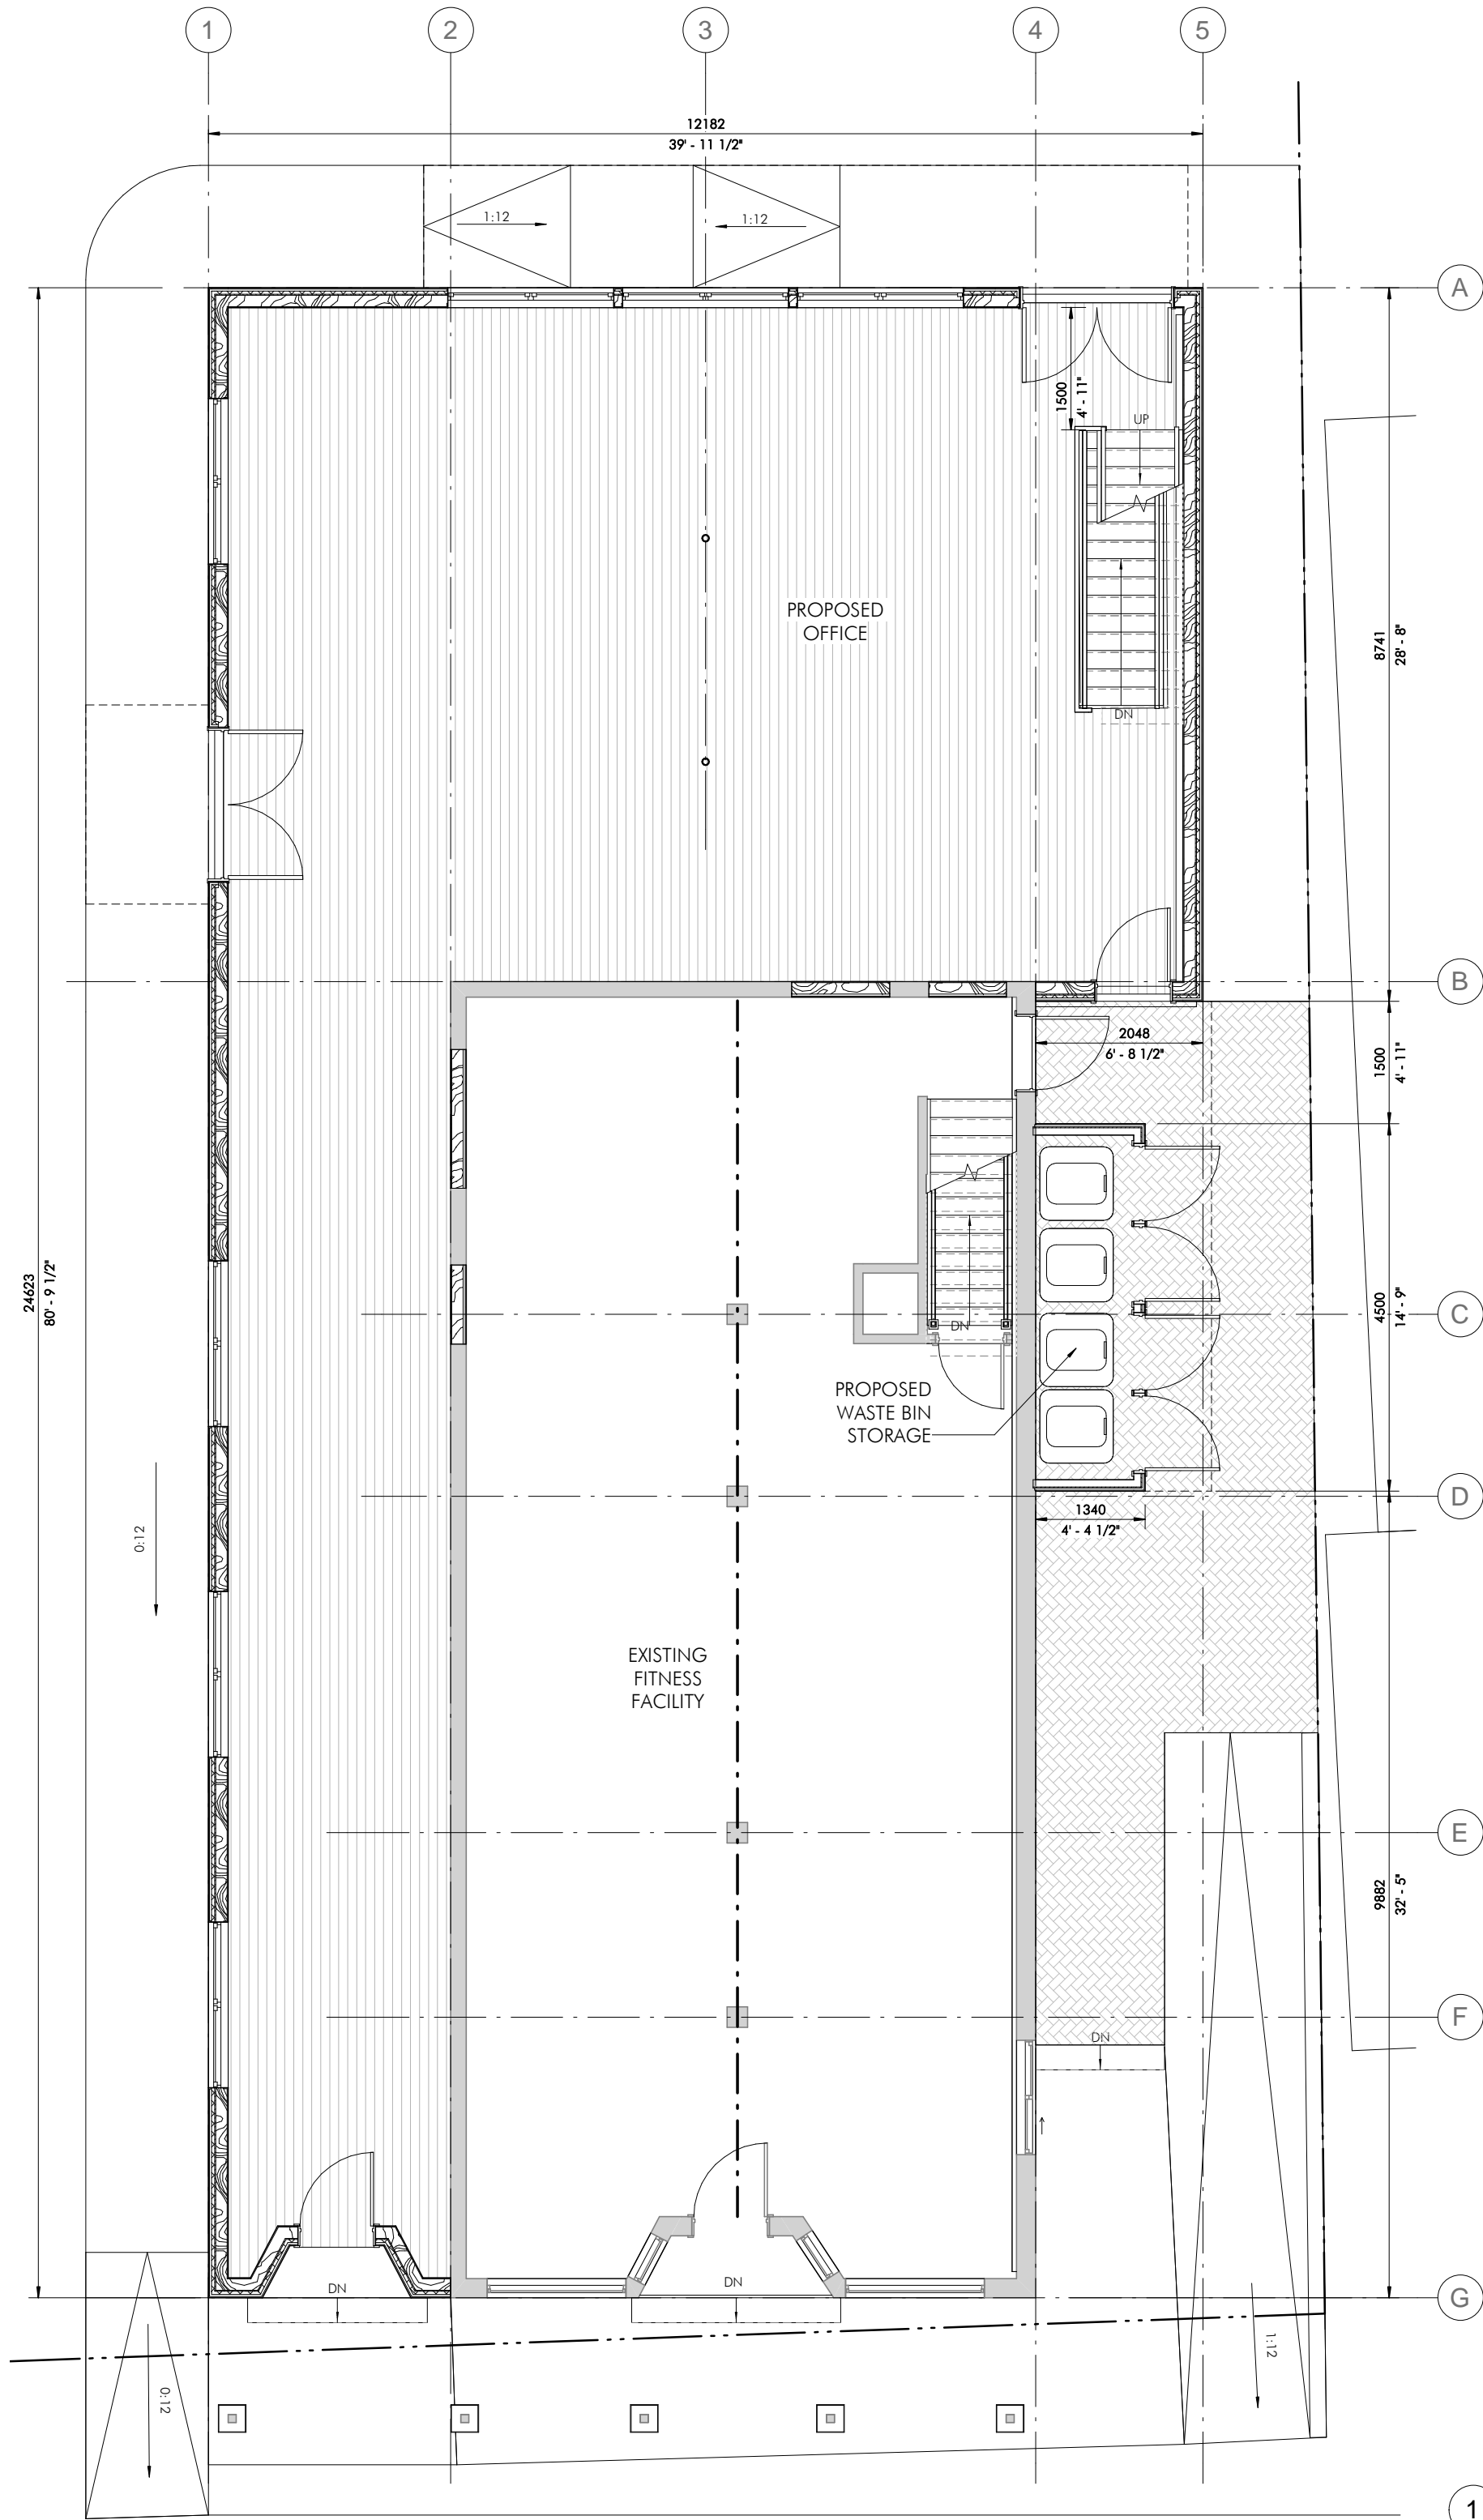 1
2
3
4
5
12182
39' - 11 1/2"
1:12
1:12
A
1500
4' - 11"
UP
PROPOSED
OFFICE
8741
28' - 8"
DN
B
2048
6' - 8 1/2"
1500
4' - 11"
24623
80' - 9 1/2"
4500
14' - 9"
C
DN
PROPOSED
WASTE BIN
STORAGE
D
1340
4' - 4 1/2"
0:12
EXISTING
FITNESS
FACILITY
E
9882
32' - 5"
F
DN
DN
DN
G
1:12
0:12
1